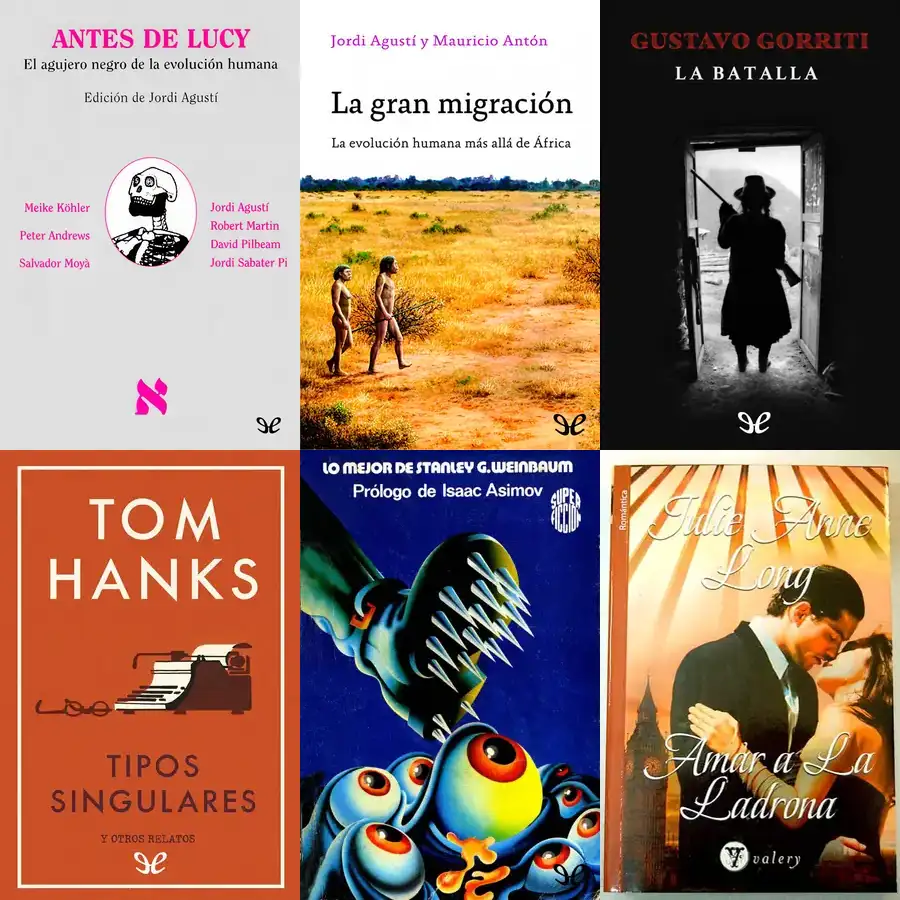 ANTES DE LUCY
El agujero negro de la evolución humana
Edición de Jordi Agustí
Meike Köhler
Peter Andrews
Salvador Moyà
Jordi Agustí
Robert Martin
David Pilbeam
Jordi Sabater Pi
Jordi Agustí y Mauricio Antón
La gran migración
La evolución humana más allá de África
GUSTAVO GORRITI
LA BATALLA
TOM
HANKS
TIPOS
SINGULARES
Y OTROS RELATOS
LO MEJOR DE STANLEY G. WEINBAUM
Prólogo de Isaac Asimov
SUPER
FICCION
Romántica
Julie Anne
Long
Amar a La
Ladrona
valery